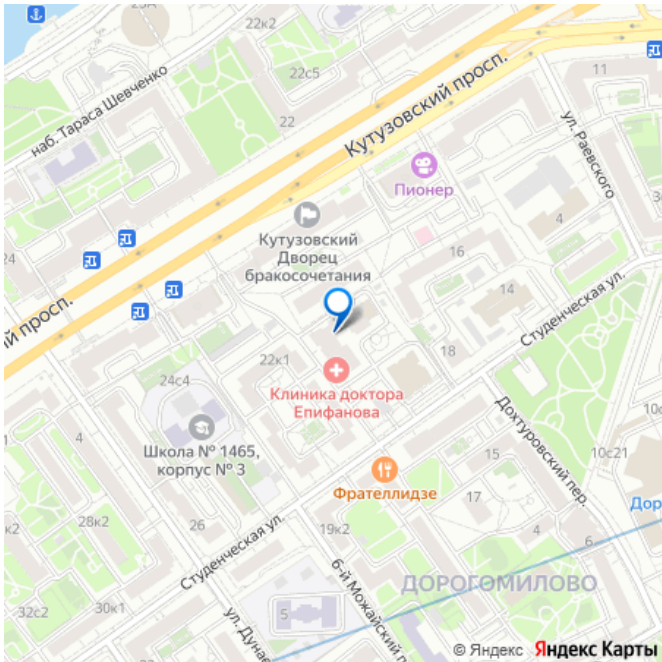 23А
22к2
22с5
11
наб. Тараса Шевченко
22
Кутузовский просп.
ул. Раевского
Пионер
4
Кутузовский
Дворец
бракосочетания
24
16
14
Студенческая ул.
ий просп.
18
22к1
24с4
Клиника доктора
Епифанова
Школа № 1465,
корпус № 3
4
Дохтуровский пер.
10с
10с21
15
Фрателлидзе
17
Дор
к2
28к2
26
19к2
4
6
Студенческая ул.
6-й Можайский п
ДОРОГОМИЛОВО
32с2
30к1
5
ул. Дунае
© Яндекс Яндекс Карты